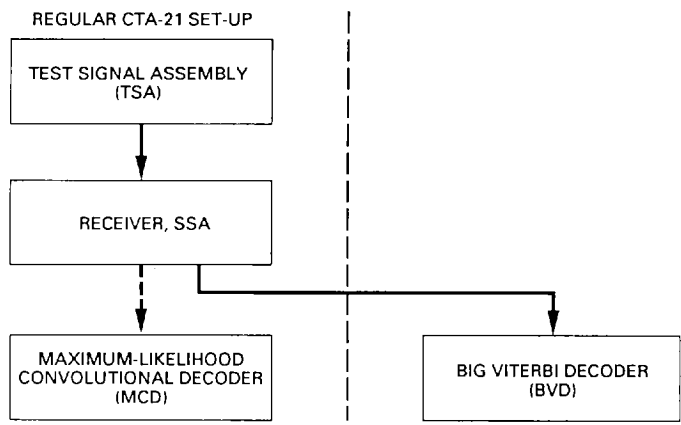 REGULAR CTA-21 SET-UP
TEST SIGNAL ASSEMBLY
(TSA)
RECEIVER, SSA
MAXIMUM-LIKELIHOOD
CONVOLUTIONAL DECODER
(MCD)
BIG VITERBI DECODER
(BVD)